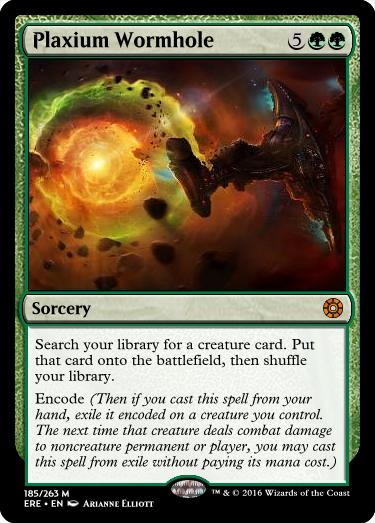 Plaxium Wormhole 5
Sorcery
Search your library for a creature card. Put
that card onto the battlefield, then shuffle
your library.
Encode (Then if you cast this spell from your
hand, exile it encoded on a creature you control.
The next time that creature deals combat damage
to noncreature permanent or player, you may cast
this spell from exile without paying its mana cost.)
185/263 M
ERE • EN Arianne Elliott
™ & © 2016 Wizards of the Coast